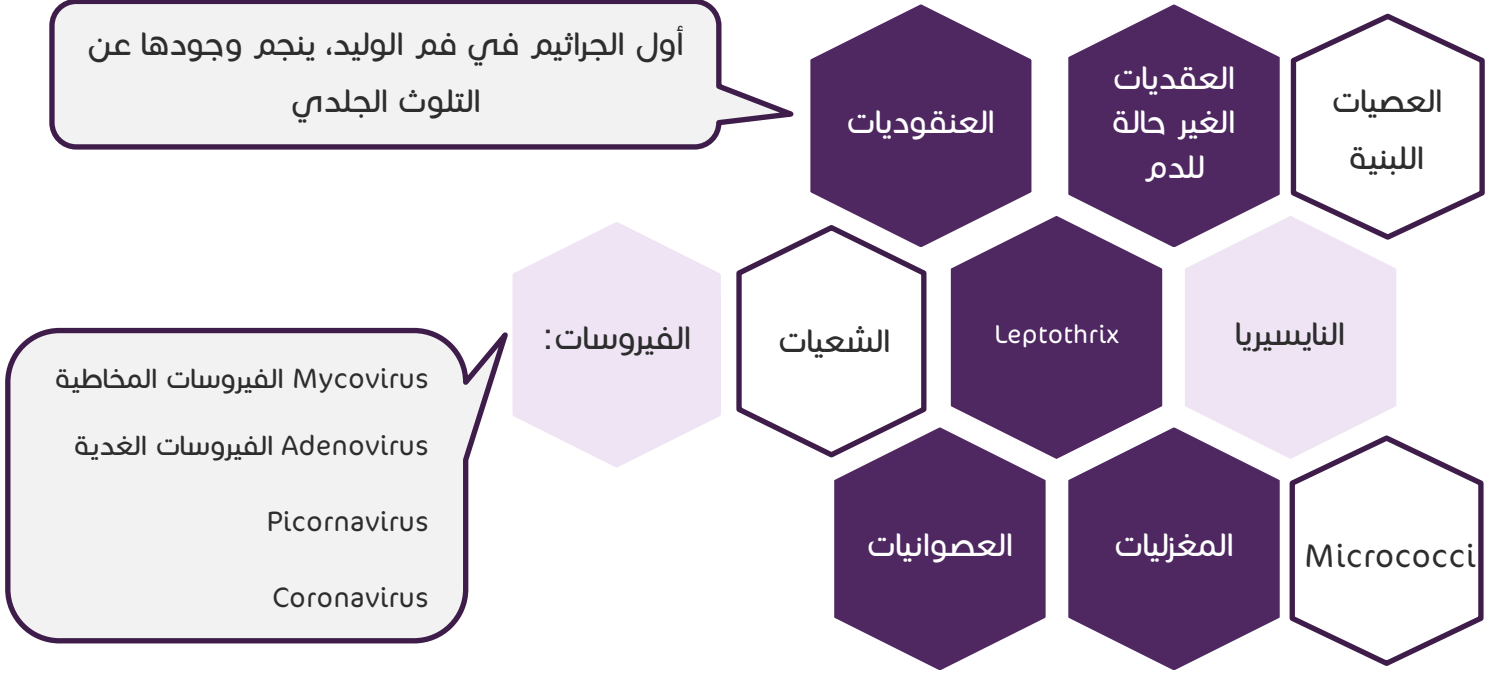 أول الجراثيم في فم الوليد، ينجم وجودها عن
التلوث الجلدي
العصيات
اللبنية
العقديات
الغير حالة
للدم
العنقوديات
النايسيريا
Leptothrix
الشعيات
الفيروسات:
Mycovirus الفيروسات المخاطية
Adenovirus الفيروسات الغدية
Picornavirus
Coronavirus
Micrococci
المغزليات
العصوانيات